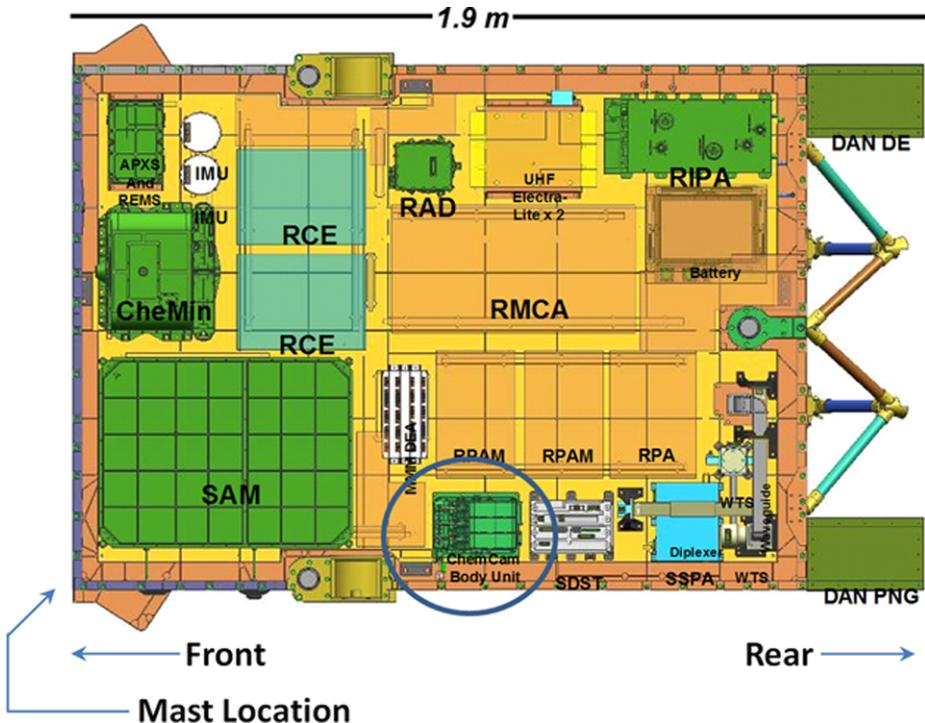 1.9 m
DAN DE
APXS
And
REMS
IMU
IMU
RCE
RAD
UHF
Electra-
Lite x 2
RIPA
Battery
CheMin
RCE
RMCA
SAM
MMM DEA
RPAM
RPAM
RPA
WTS
Waveguide
ChemCam
Body Unit
SDST
Diplexer
SSPA
WTS
DAN PNG
Front
Rear
Mast Location